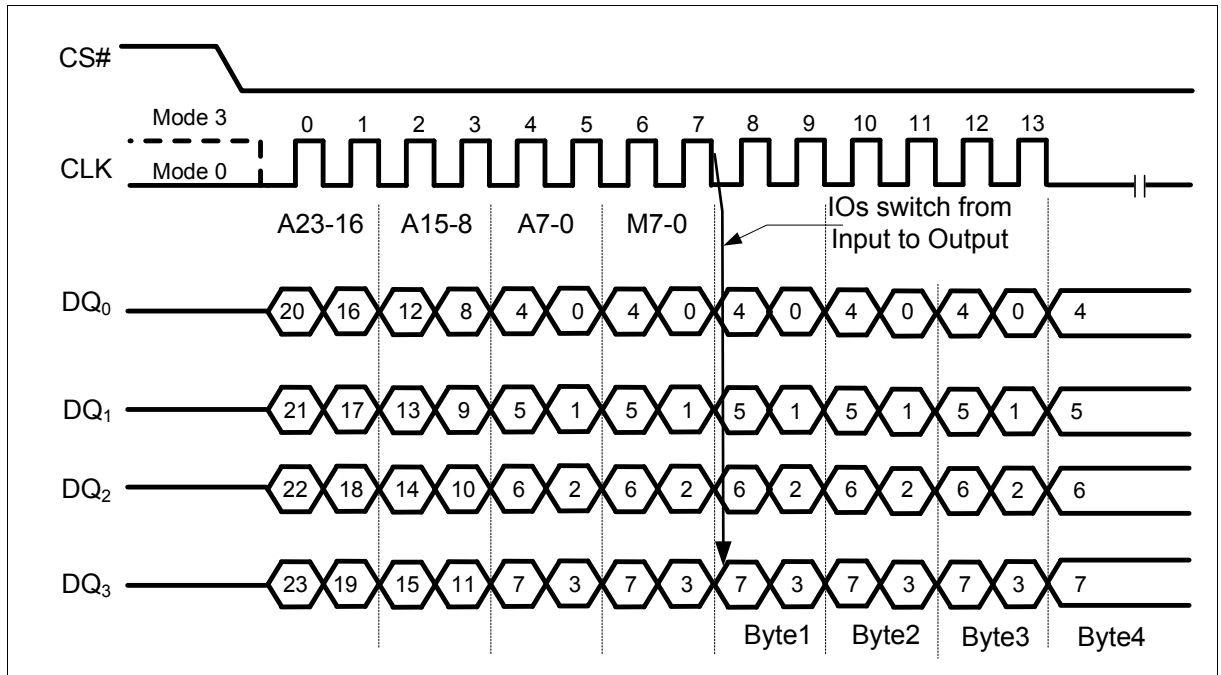 CS#
Mode 3
0 1 2 3 4 5 6 7 8 9 10 11 12 13
CLK
Mode 0
IOs switch from
Input to Output
A23-16 A15-8 A7-0 M7-0
DQ0 20 16 12 8 4 0 4 0 4 0 4 0 4 0 4
DQ1 21 17 13 9 5 1 5 1 5 1 5 1 5 1 5
DQ2 22 18 14 10 6 2 6 2 6 2 6 2 6 2 6
DQ3 23 19 15 11 7 3 7 3 7 3 7 3 7 3 7
Byte1 Byte2 Byte3 Byte4